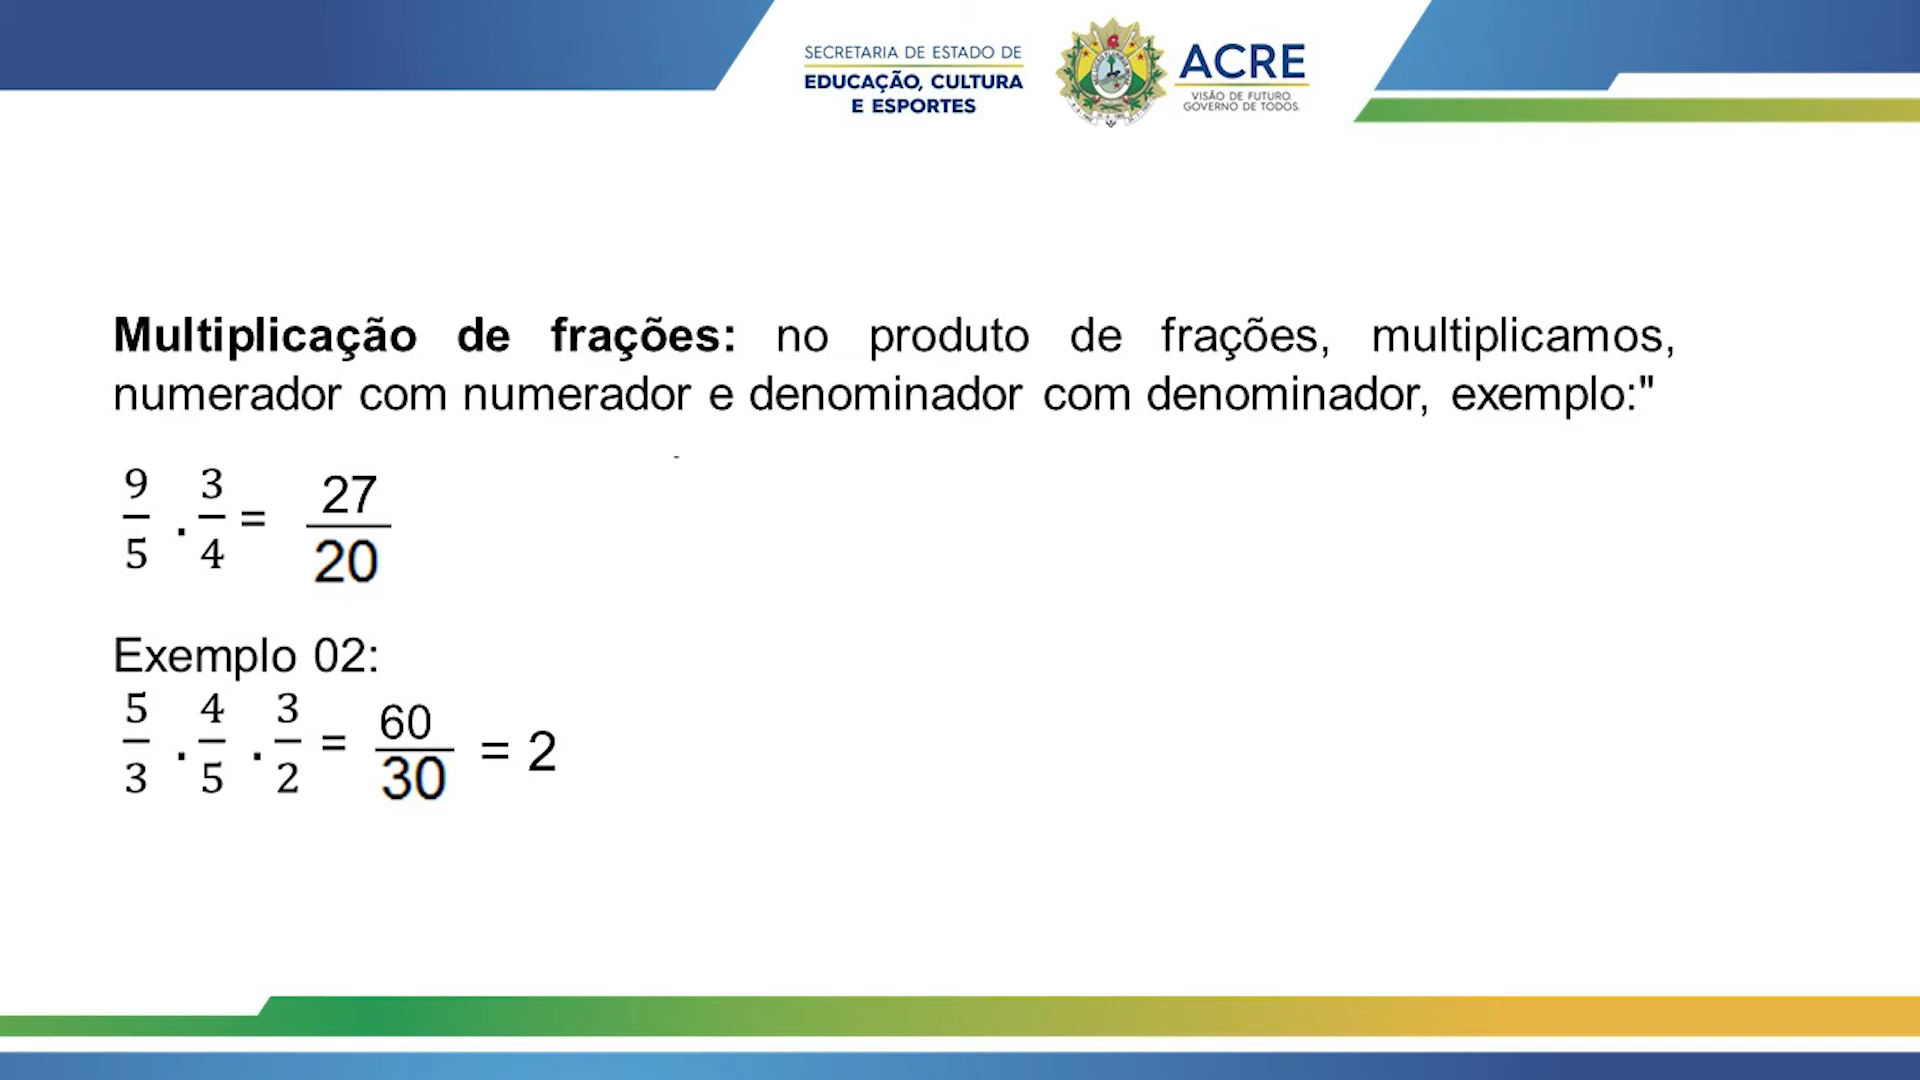 SECRETARIA DE ESTADO DE
EDUCAÇÃO, CULTURA
E ESPORTES
ACRE
VISÃO DE FUTURO.
GOVERNO DE TODOS.
Multiplicação de frações: no produto de frações, multiplicamos,
numerador com numerador e denominador com denominador, exemplo:"
9/5 . 3/4 = 27/20
Exemplo 02:
5/3 . 4/5 . 3/2 = 60/30 = 2